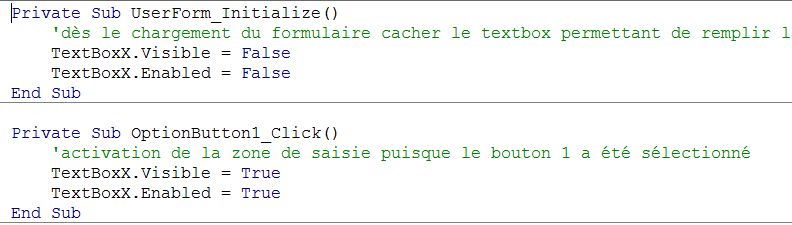 Private Sub UserForm_Initialize()
'dès le chargement du formulaire cacher le textbox permettant de remplir l
TextBoxX.Visible = False
TextBoxX.Enabled = False
End Sub
Private Sub OptionButton1_Click()
'activation de la zone de saisie puisque le bouton 1 a été sélectionné
TextBoxX.Visible = True
TextBoxX.Enabled = True
End Sub